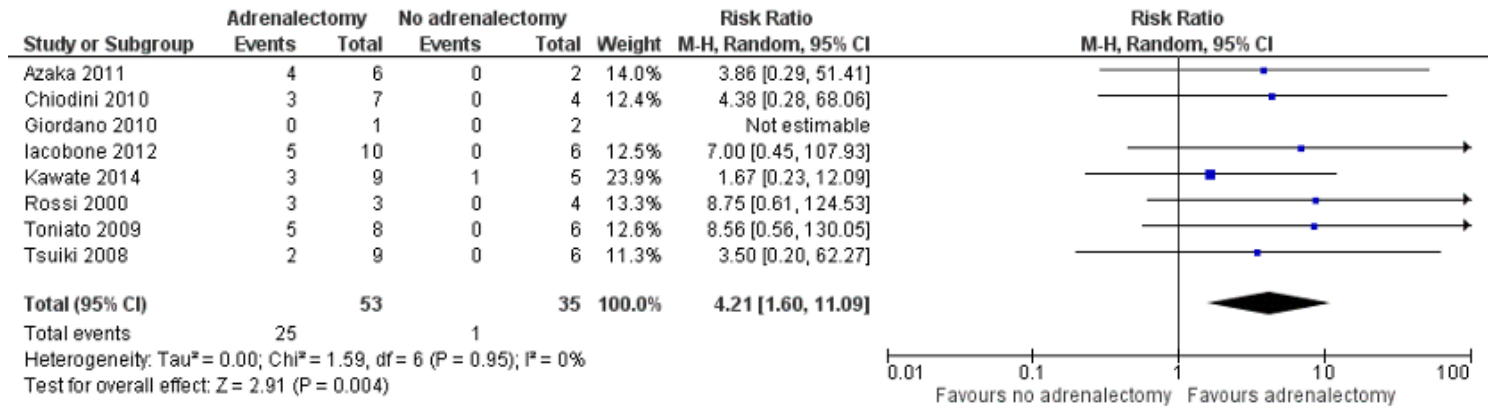 Adrenalectomy No adrenalectomy Risk Ratio Risk Ratio
Study or Subgroup Events Total Events Total Weight M-H, Random, 95% CI M-H, Random, 95% CI
Azaka 2011 4 6 0 2 14.0% 3.86 [0.29, 51.41]
Chiodini 2010 3 7 0 4 12.4% 4.38 [0.28, 68.06]
Giordano 2010 0 1 0 2 Not estimable
Iacobone 2012 5 10 0 6 12.5% 7.00 [0.45, 107.93]
Kawate 2014 3 9 1 5 23.9% 1.67 [0.23, 12.09]
Rossi 2000 3 3 0 4 13.3% 8.75 [0.61, 124.53]
Toniato 2009 5 8 0 6 12.6% 8.56 [0.56, 130.05]
Tsuiki 2008 2 9 0 6 11.3% 3.50 [0.20, 62.27]
Total (95% CI) 53 35 100.0% 4.21 [1.60, 11.09]
Total events 25 1
Heterogeneity: Tau² = 0.00; Chi² = 1.59, df = 6 (P = 0.95); I² = 0%
Test for overall effect: Z = 2.91 (P = 0.004)
0.01 0.1 1 10 100
Favours no adrenalectomy Favours adrenalectomy